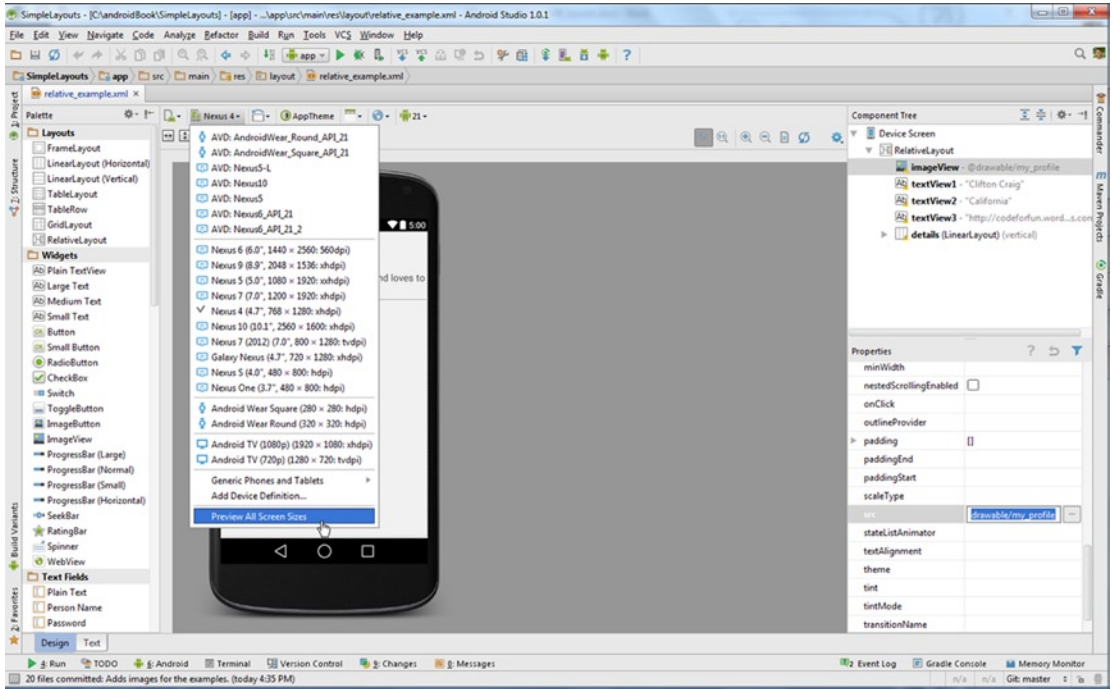 SimpleLayouts - [C:\androidBook\SimpleLayouts] - [app] - ...\app\src\main\res\layout\relative_example.xml - Android Studio 1.0.1
File Edit View Navigate Code Analyze Refactor Build Run Tools VCS Window Help
app
SimpleLayouts app src main res layout relative_example.xml
relative_example.xml
1: Project
7: Structure
Build Variants
2: Favorites
Palette
Layouts
FrameLayout
LinearLayout (Horizontal)
LinearLayout (Vertical)
TableLayout
TableRow
GridLayout
RelativeLayout
Widgets
Plain TextView
Large Text
Medium Text
Small Text
Button
Small Button
RadioButton
CheckBox
Switch
ToggleButton
ImageButton
ImageView
ProgressBar (Large)
ProgressBar (Normal)
ProgressBar (Small)
ProgressBar (Horizontal)
SeekBar
RatingBar
Spinner
WebView
Text Fields
Plain Text
Person Name
Password
Design Text
Nexus 4 AppTheme 21
AVD: AndroidWear_Round_API_21
AVD: AndroidWear_Square_API_21
AVD: Nexus5-L
AVD: Nexus10
AVD: Nexus5
AVD: Nexus6_API_21
AVD: Nexus6_API_21_2
Nexus 6 (6.0", 1440 × 2560: 560dpi)
Nexus 9 (8.9", 2048 × 1536: xhdpi)
Nexus 5 (5.0", 1080 × 1920: xxhdpi)
Nexus 7 (7.0", 1200 × 1920: xhdpi)
Nexus 4 (4.7", 768 × 1280: xhdpi)
Nexus 10 (10.1", 2560 × 1600: xhdpi)
Nexus 7 (2012) (7.0", 800 × 1280: tvdpi)
Galaxy Nexus (4.7", 720 × 1280: xhdpi)
Nexus S (4.0", 480 × 800: hdpi)
Nexus One (3.7", 480 × 800: hdpi)
Android Wear Square (280 × 280: hdpi)
Android Wear Round (320 × 320: hdpi)
Android TV (1080p) (1920 × 1080: xhdpi)
Android TV (720p) (1280 × 720: tvdpi)
Generic Phones and Tablets
Add Device Definition...
Preview All Screen Sizes
5:00
nd loves to
Component Tree
Device Screen
RelativeLayout
imageView - @drawable/my_profile
textView1 - "Clifton Craig"
textView2 - "California"
textView3 - "http://codeforfun.word...s.com
details (LinearLayout) (vertical)
Properties
minWidth
nestedScrollingEnabled
onClick
outlineProvider
padding []
paddingEnd
paddingStart
scaleType
src drawable/my_profile ...
stateListAnimator
textAlignment
theme
tint
tintMode
transitionName
Commander
Maven Projects
Gradle
4: Run TODO 6: Android Terminal Version Control 9: Changes 0: Messages 2 Event Log Gradle Console Memory Monitor
20 files committed: Adds images for the examples. (today 4:35 PM) n/a n/a Git: master